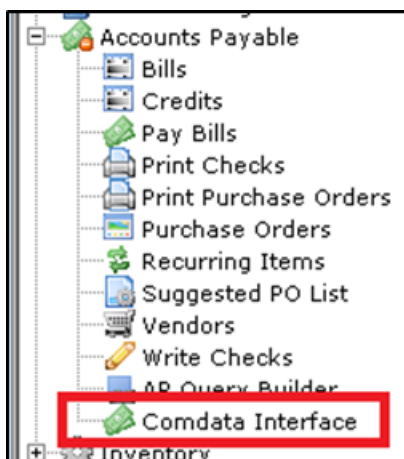 Accounts Payable
Bills
Credits
Pay Bills
Print Checks
Print Purchase Orders
Purchase Orders
Recurring Items
Suggested PO List
Vendors
Write Checks
AP Query Builder
Comdata Interface
Inventory